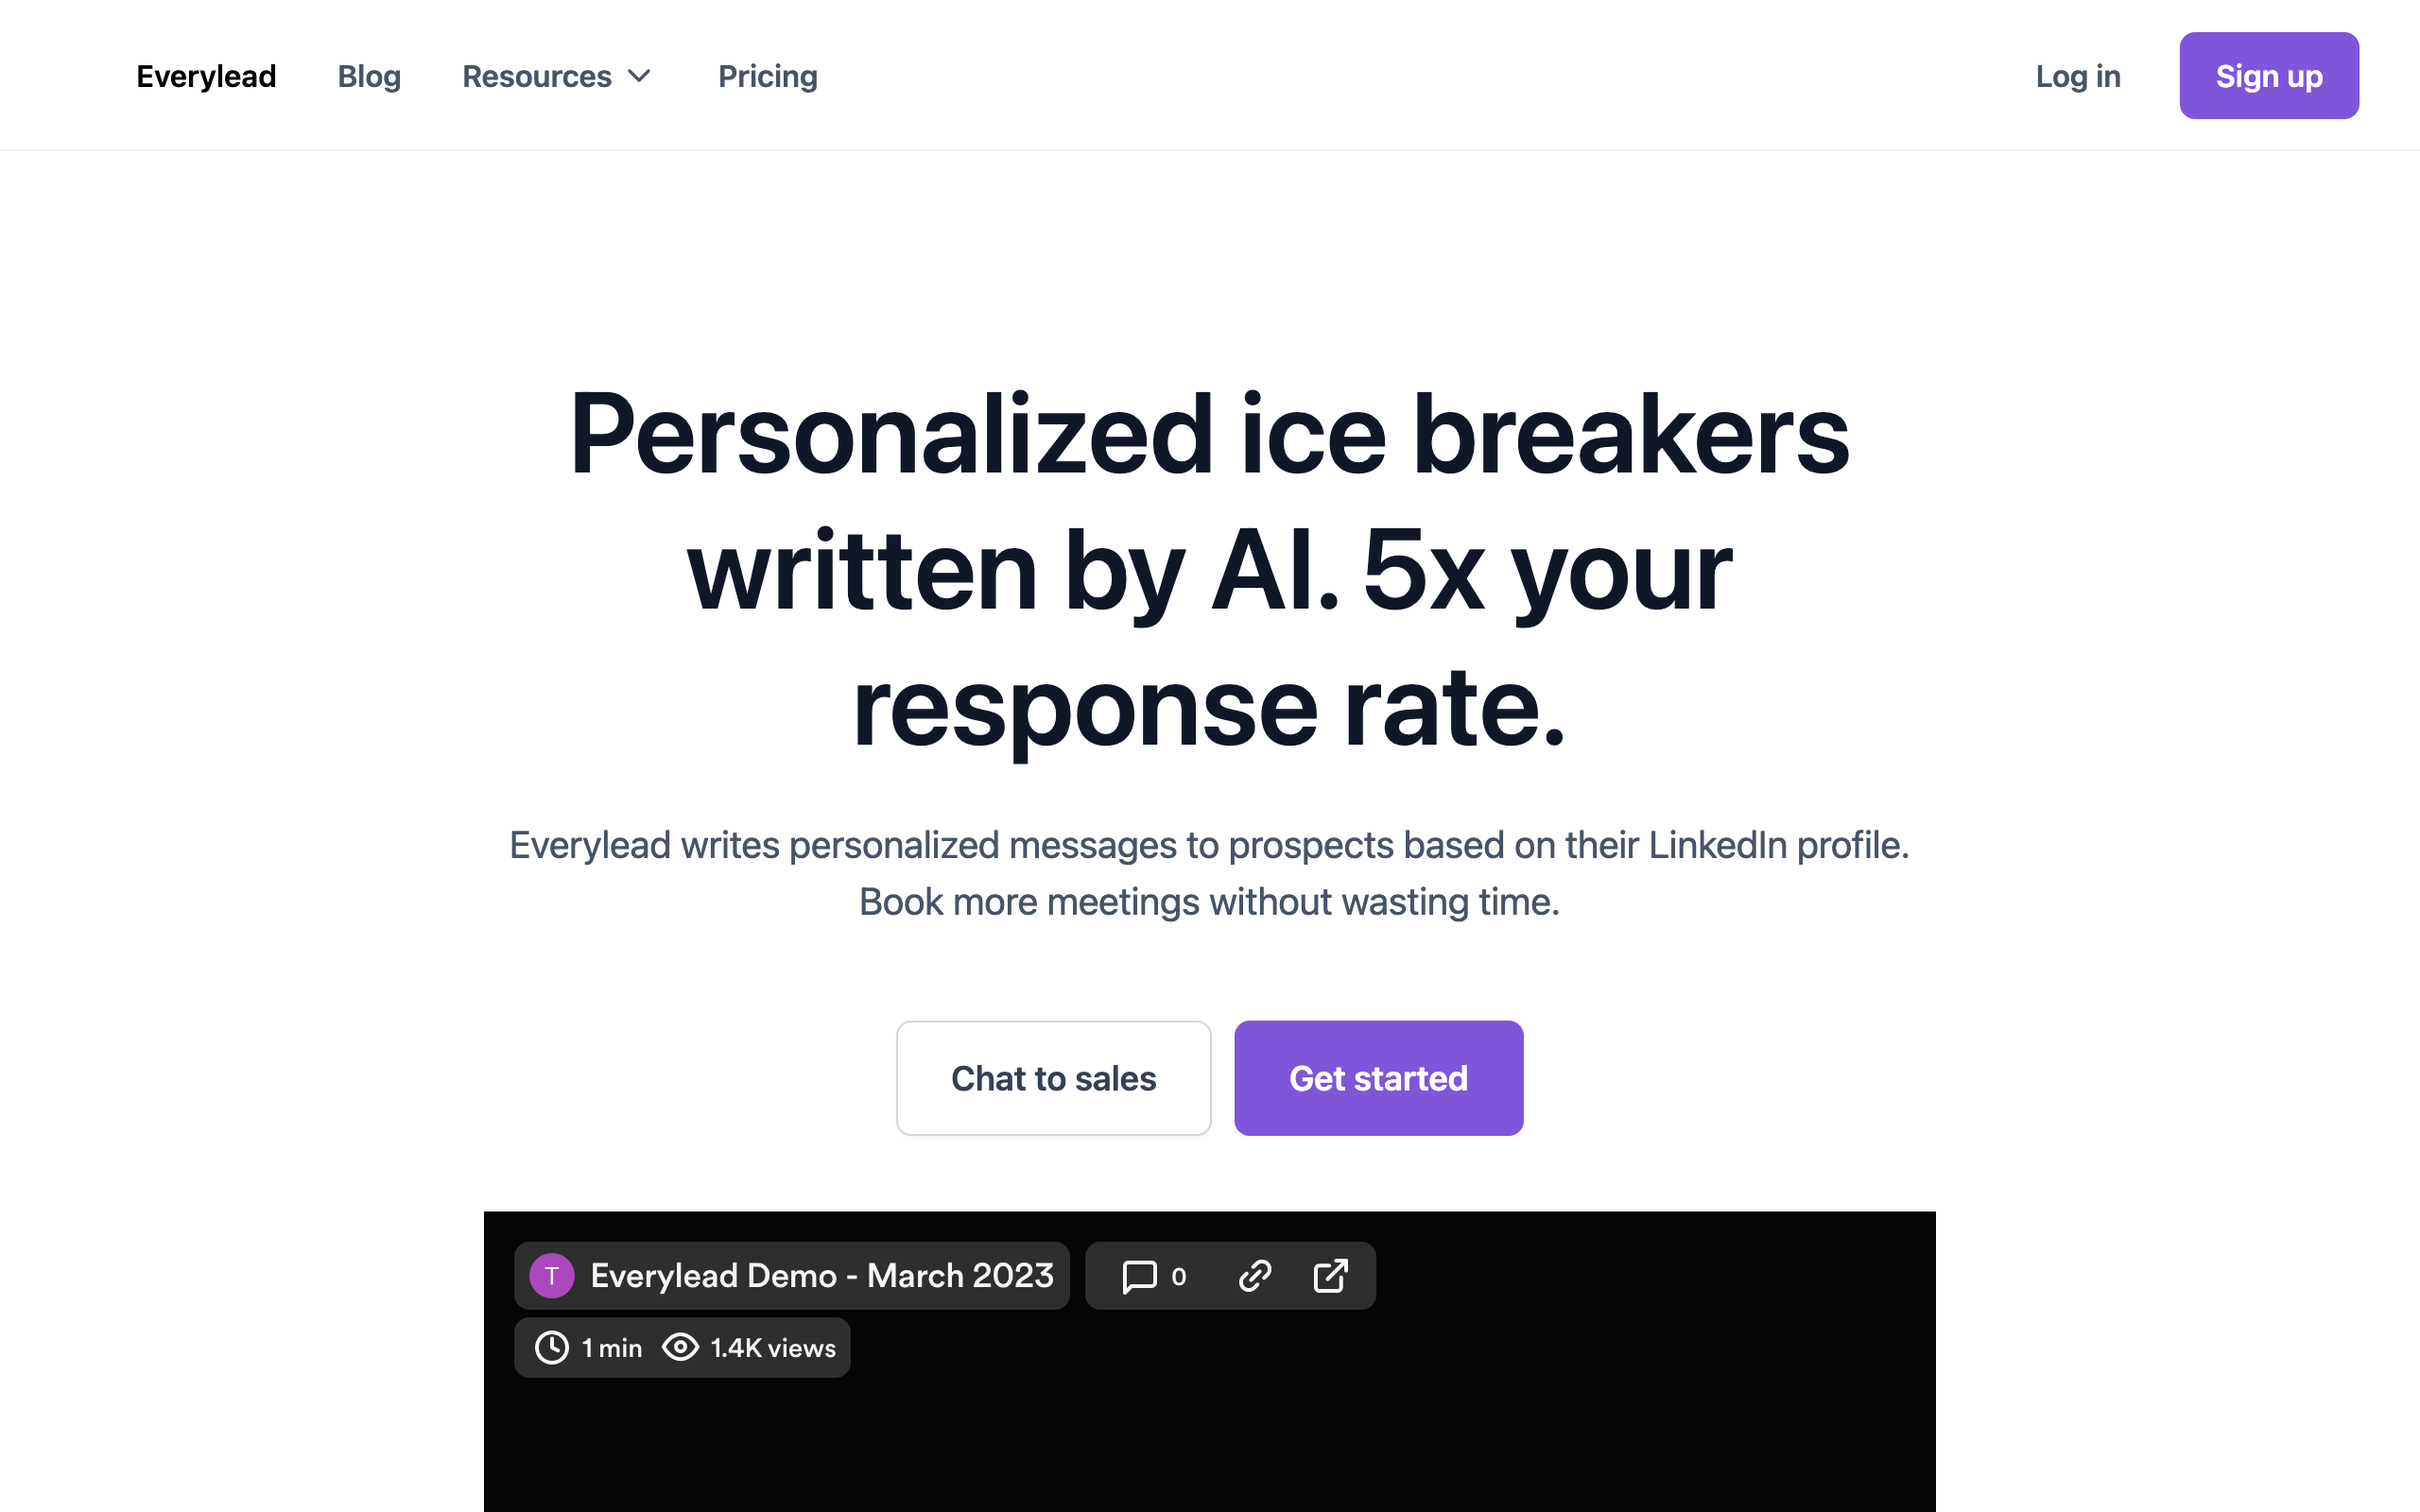 Everylead Blog Resources Pricing Log in Sign up
Personalized ice breakers
written by AI. 5x your
response rate.
Everylead writes personalized messages to prospects based on their LinkedIn profile.
Book more meetings without wasting time.
Chat to sales Get started
T Everylead Demo - March 2023 0
1 min 1.4K views